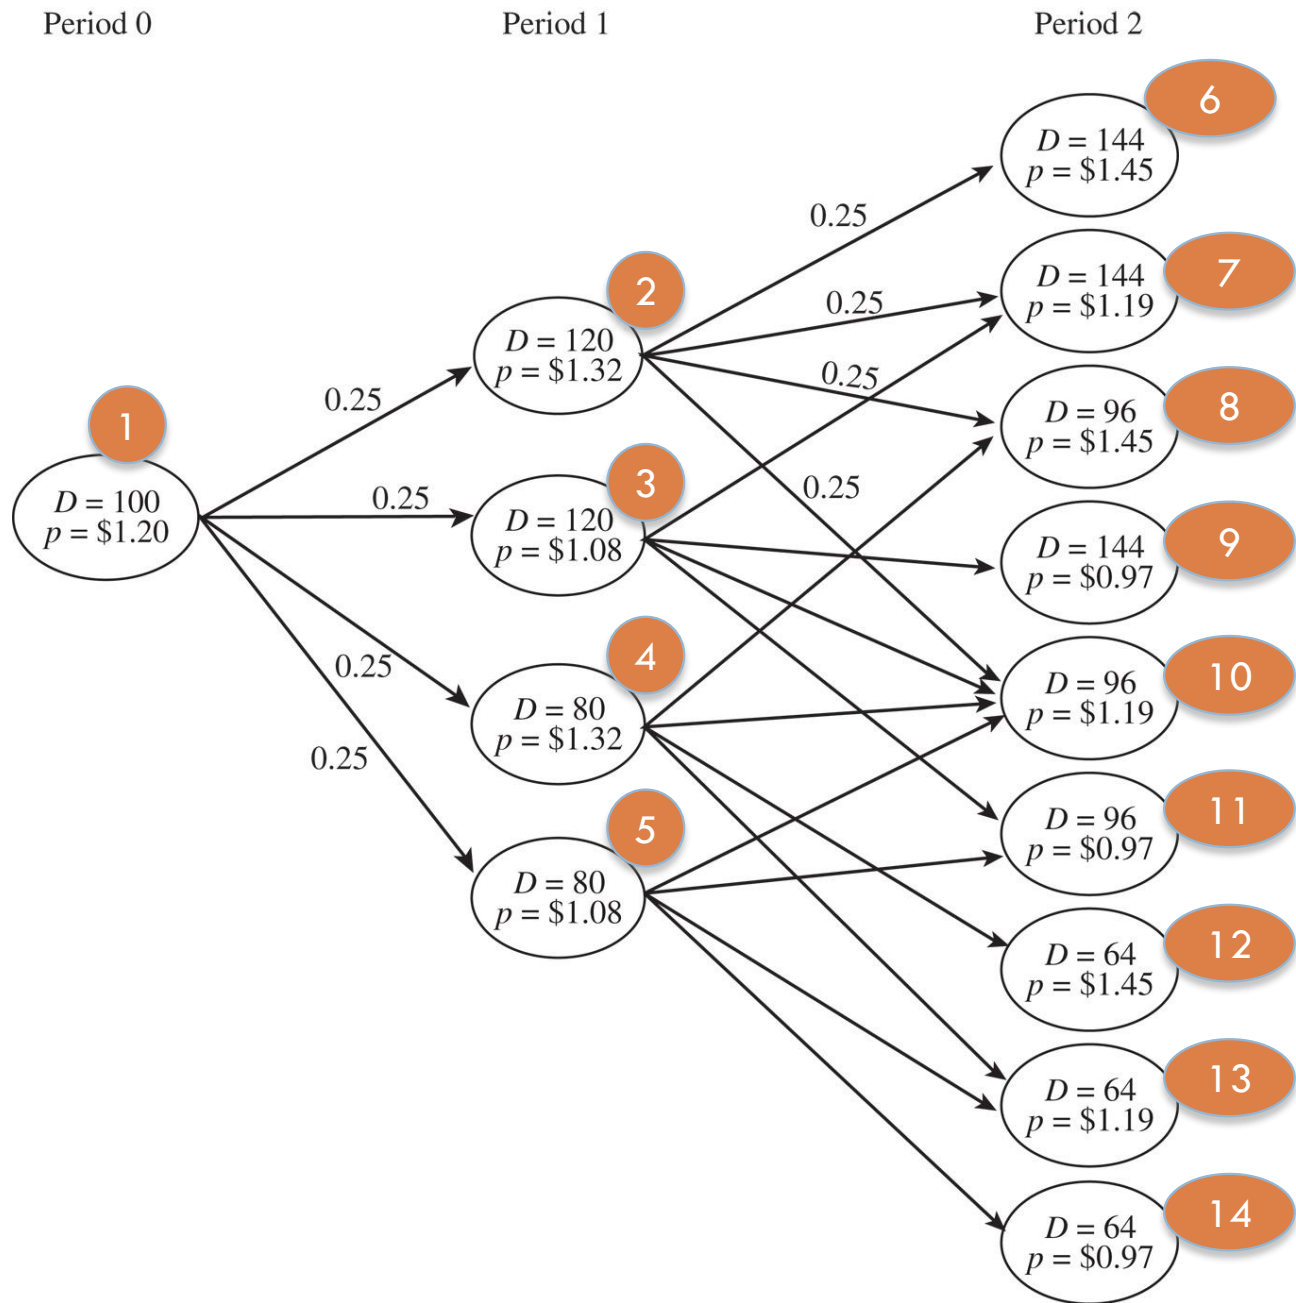 Period 0
Period 1
Period 2
6
D = 144
p = $1.45
0.25
7
D = 144
p = $1.19
2
0.25
D = 120
p = $1.32
0.25
8
D = 96
p = $1.45
0.25
1
D = 100
p = $1.20
0.25
3
D = 120
p = $1.08
0.25
9
D = 144
p = $0.97
4
D = 80
p = $1.32
0.25
10
D = 96
p = $1.19
0.25
5
D = 80
p = $1.08
11
D = 96
p = $0.97
12
D = 64
p = $1.45
13
D = 64
p = $1.19
14
D = 64
p = $0.97